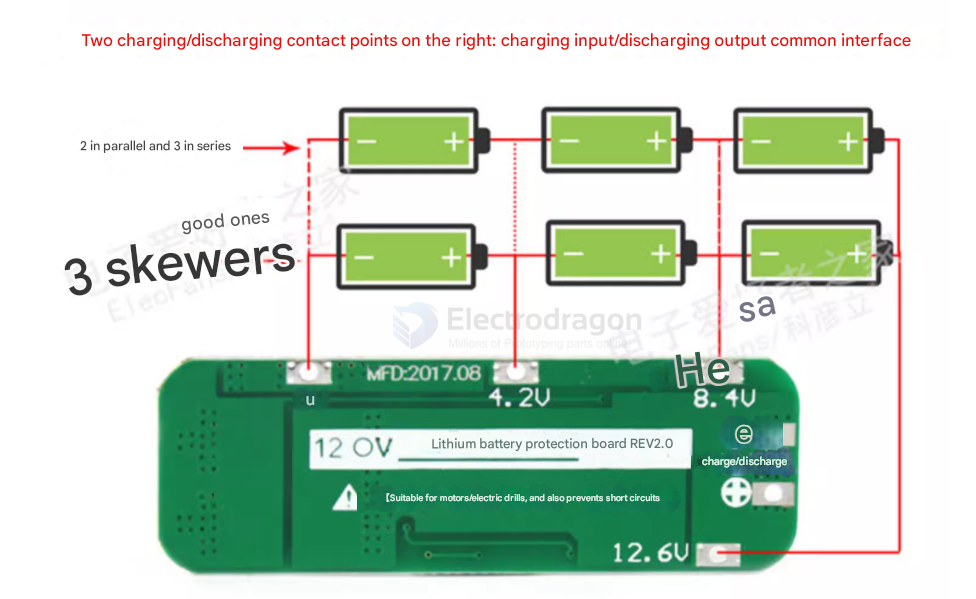 Two charging/discharging contact points on the right: charging input/discharging output common interface
2 in parallel and 3 in series
good ones
3 skewers
sa
Electrodragon
Millions of Prototyping parts online
He
MFD:2017.08
u
4.2V
8.4V
e
12 0V
Lithium battery protection board REV2.0
charge/discharge
【Suitable for motors/electric drills, and also prevents short circuits
12.6V